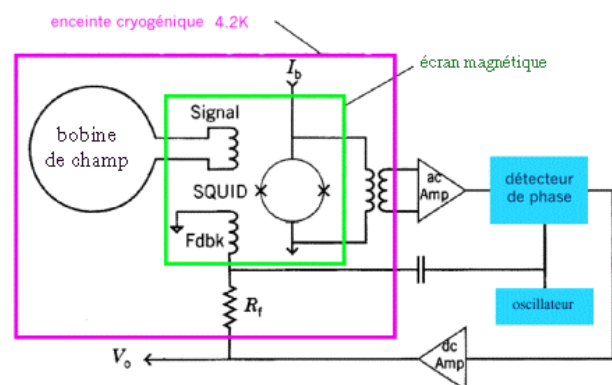 enceinte cryogénique 4.2K
écran magnétique
I_b
Signal
bobine
de champ
SQUID
ac
Amp
détecteur
de phase
Fdbk
R_f
oscillateur
V_o
dc
Amp